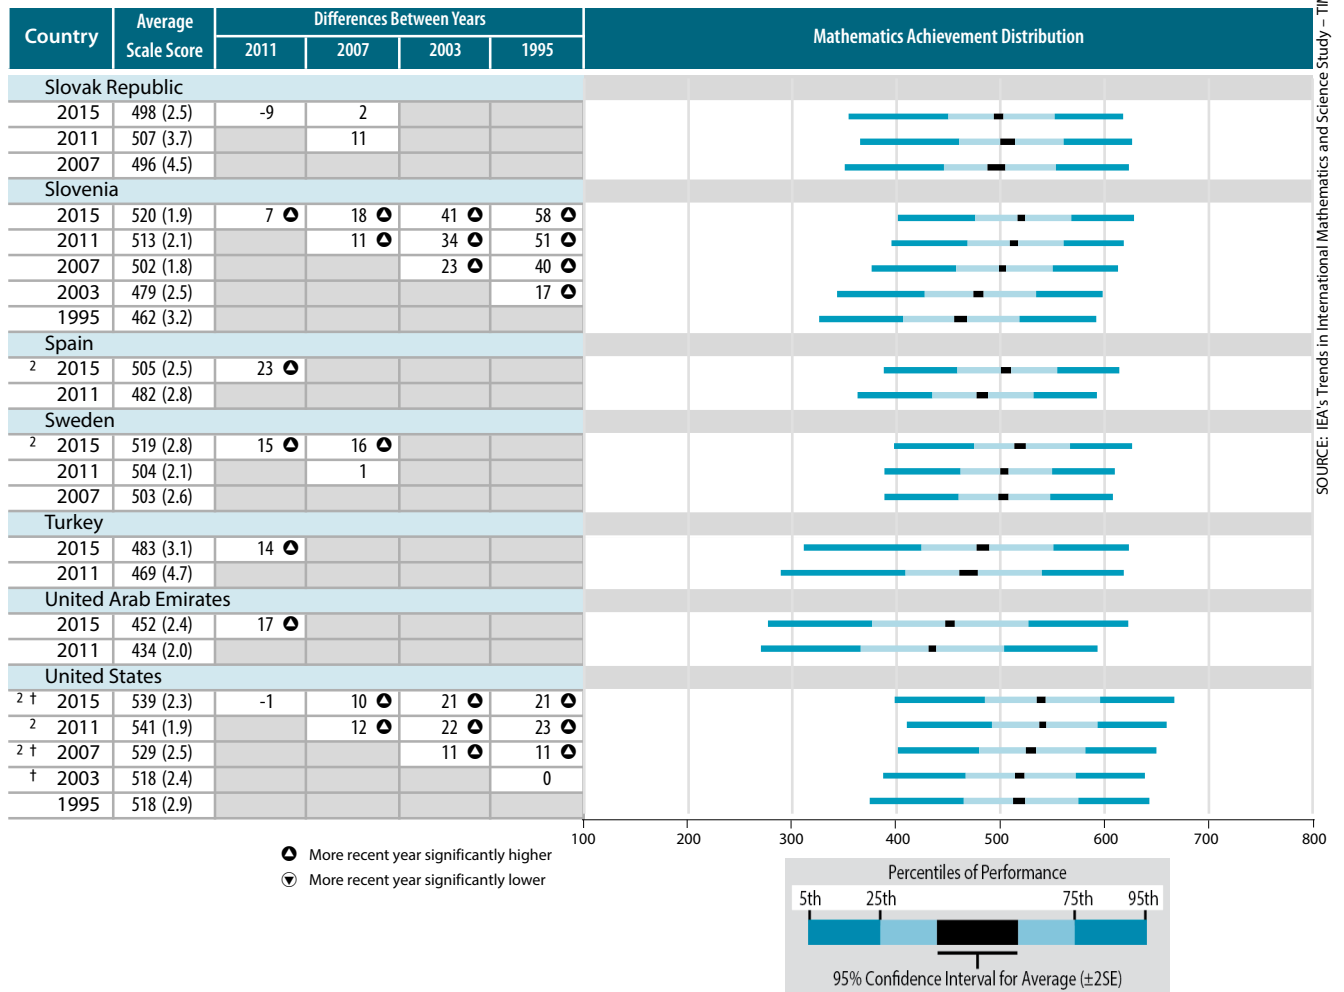 Country Average Scale Score Differences Between Years Mathematics Achievement Distribution
2011 2007 2003 1995
Slovak Republic
2015 498 (2.5) -9 2
2011 507 (3.7) 11
2007 496 (4.5)
Slovenia
2015 520 (1.9) 7 18 41 58
2011 513 (2.1) 11 34 51
2007 502 (1.8) 23 40
2003 479 (2.5) 17
1995 462 (3.2)
Spain
2 2015 505 (2.5) 23
2011 482 (2.8)
Sweden
2 2015 519 (2.8) 15 16
2011 504 (2.1) 1
2007 503 (2.6)
Turkey
2015 483 (3.1) 14
2011 469 (4.7)
United Arab Emirates
2015 452 (2.4) 17
2011 434 (2.0)
United States
2 † 2015 539 (2.3) -1 10 21 21
2 2011 541 (1.9) 12 22 23
2 † 2007 529 (2.5) 11 11
† 2003 518 (2.4) 0
1995 518 (2.9)
100 200 300 400 500 600 700 800
More recent year significantly higher
More recent year significantly lower
Percentiles of Performance
5th 25th 75th 95th
95% Confidence Interval for Average (±2SE)
SOURCE: IEA's Trends in International Mathematics and Science Study –